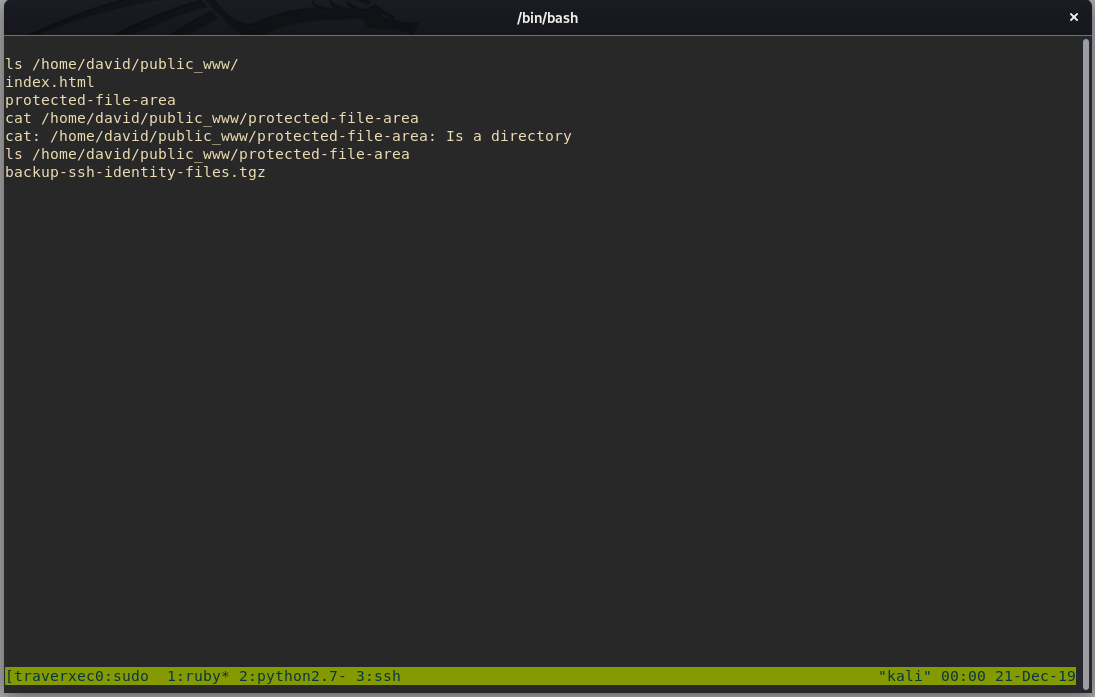 /bin/bash
×
ls /home/david/public_www/
index.html
protected-file-area
cat /home/david/public_www/protected-file-area
cat: /home/david/public_www/protected-file-area: Is a directory
ls /home/david/public_www/protected-file-area
backup-ssh-identity-files.tgz
[traverxec0:sudo  1:ruby* 2:python2.7- 3:ssh "kali" 00:00 21-Dec-19